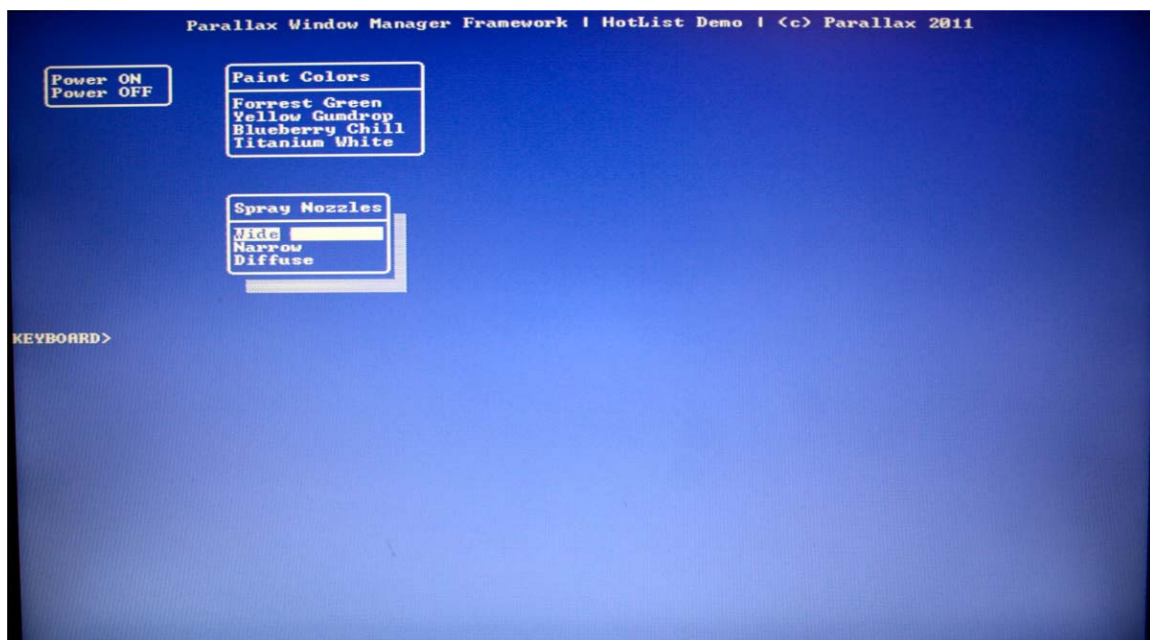 Parallax Window Manager Framework | HotList Demo | <c> Parallax 2011
Power ON
Power OFF
Paint Colors
Forrest Green
Yellow Gumdrop
Blueberry Chill
Titanium White
Spray Nozzles
Wide
Narrow
Diffuse
KEYBOARD>